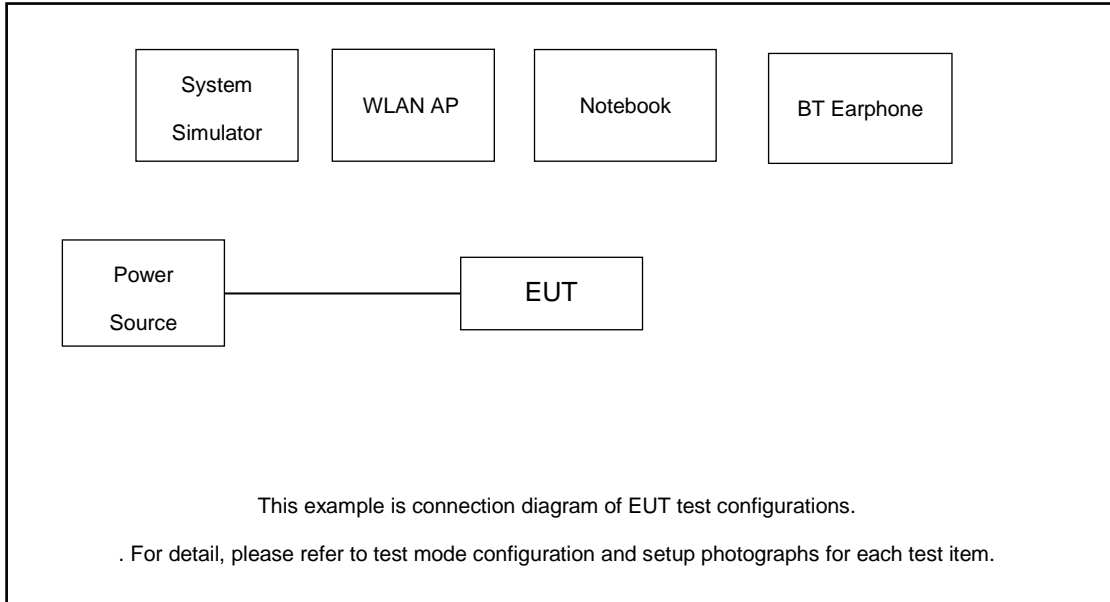 System
Simulator
WLAN AP
Notebook
BT Earphone
Power
Source
EUT
This example is connection diagram of EUT test configurations.
. For detail, please refer to test mode configuration and setup photographs for each test item.